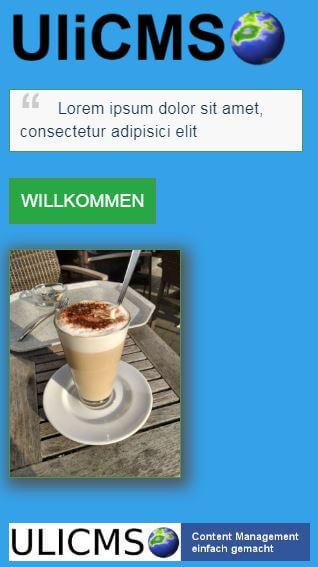 UliCMS
Lorem ipsum dolor sit amet,
consectetur adipisici elit
WILLKOMMEN
ULICMS
Content Management
einfach gemacht